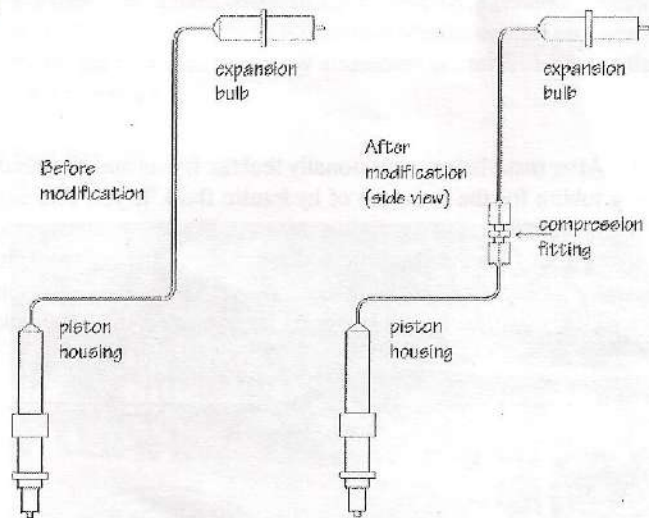 expansion
bulb
Before
modification
piston
housing
expansion
bulb
After
modification
(side view)
compression
fitting
piston
housing